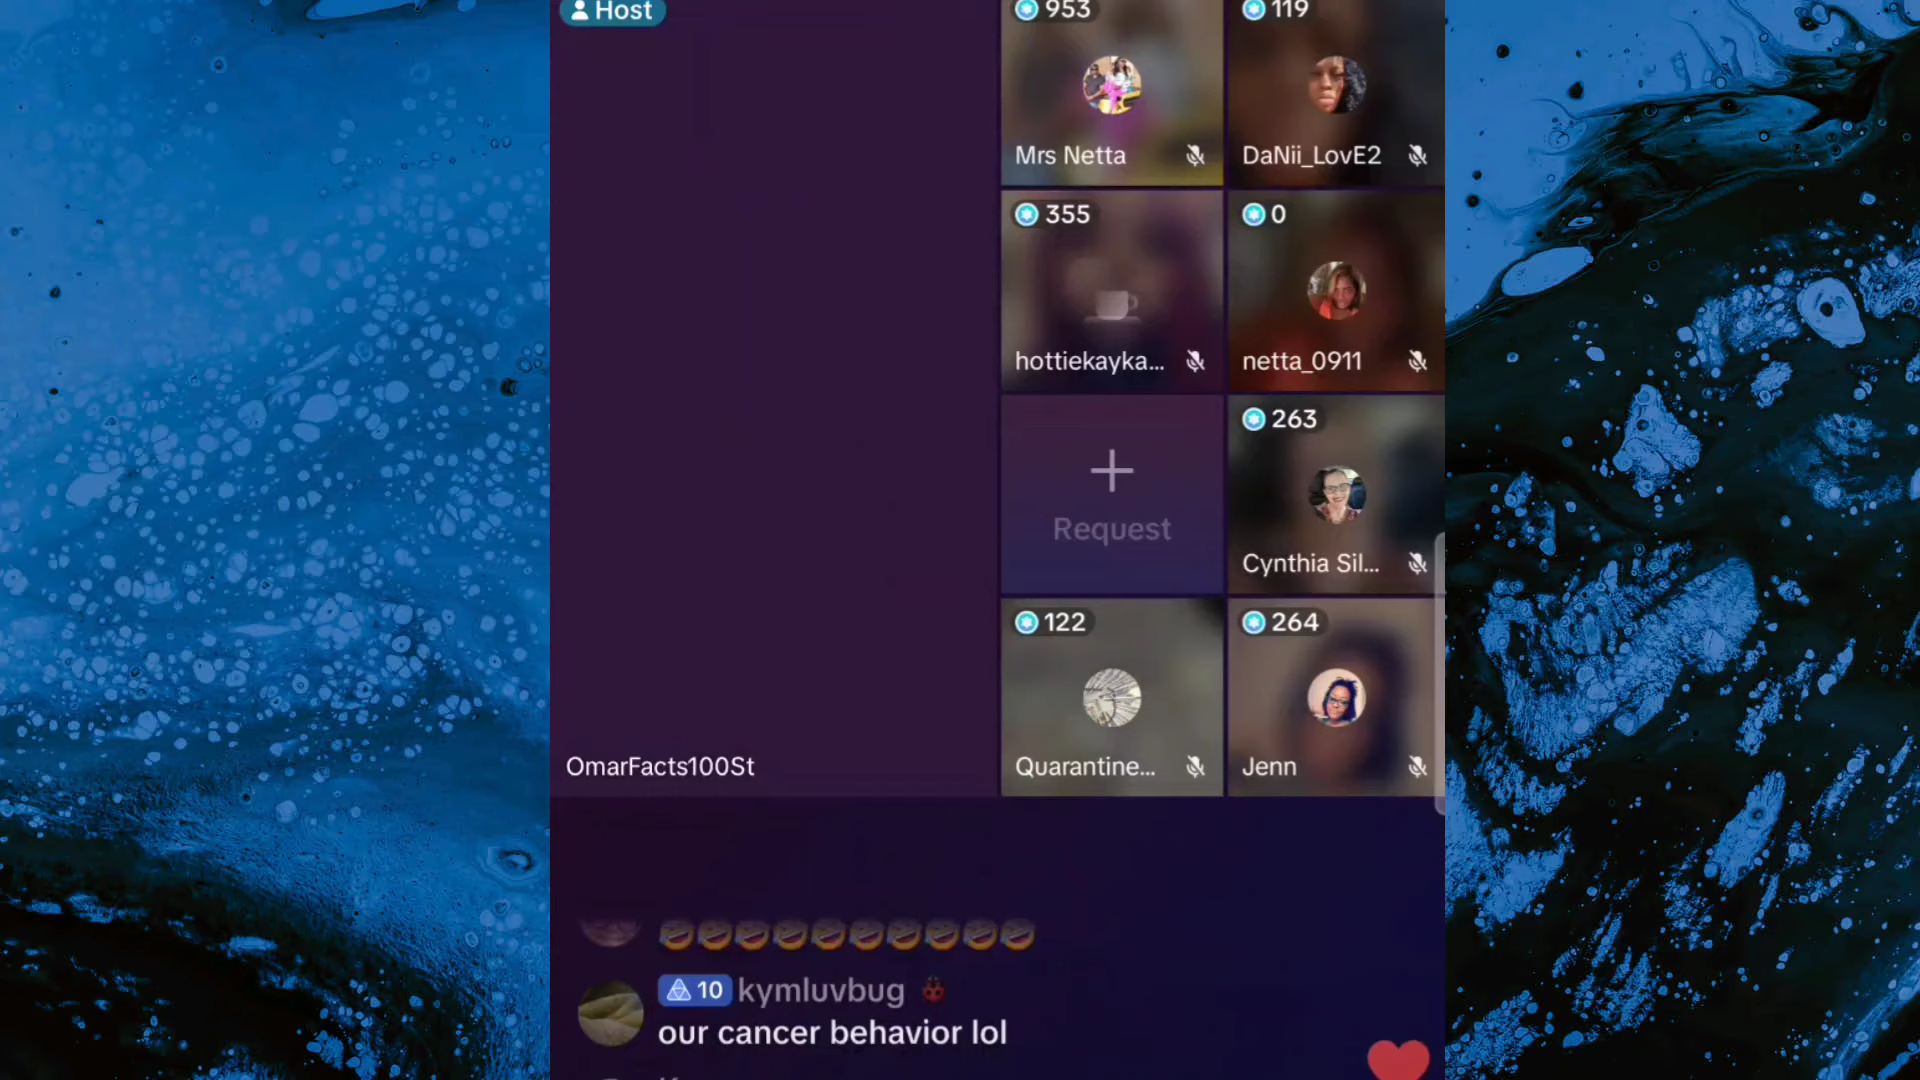 Host
953
119
Mrs Netta
DaNii_LovE2
355
0
hottiekayka...
netta_0911
Request
263
Cynthia Sil...
122
264
OmarFacts100St
Quarantine...
Jenn
10 kymluvbug
our cancer behavior lol